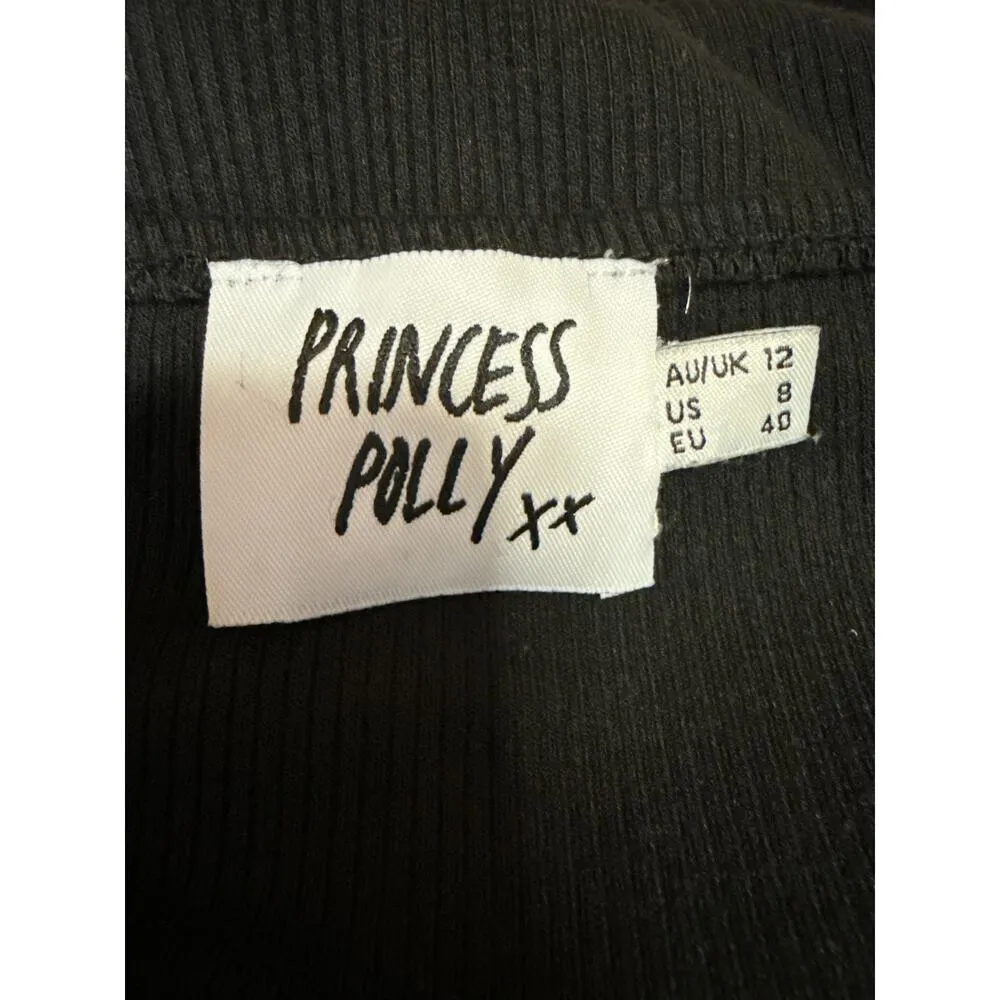 PRINCESS
POLLY xx
AU/UK 12
US 8
EU 40